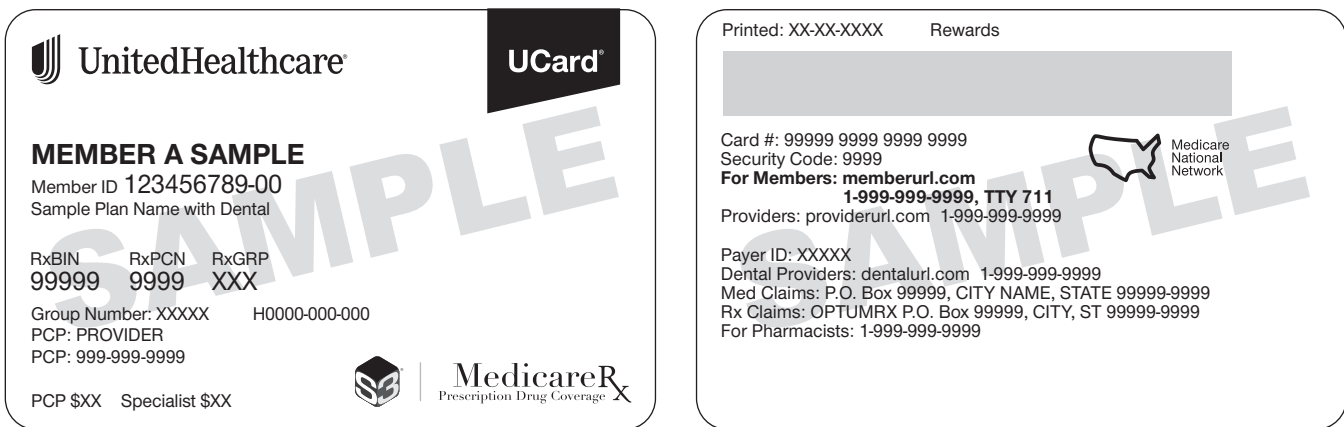 UnitedHealthcare®
UCard®
MEMBER A SAMPLE
Member ID 123456789-00
Sample Plan Name with Dental
RxBIN RxPCN RxGRP
99999 9999 XXX
Group Number: XXXXX H0000-000-000
PCP: PROVIDER
PCP: 999-999-9999
PCP $XX Specialist $XX
S3®
MedicareRx
Prescription Drug Coverage
SAMPLE
Printed: XX-XX-XXXX Rewards
Card #: 99999 9999 9999 9999
Security Code: 9999
For Members: memberurl.com
1-999-999-9999, TTY 711
Providers: providerurl.com 1-999-999-9999
Medicare
National
Network
Payer ID: XXXXX
Dental Providers: dentalurl.com 1-999-999-9999
Med Claims: P.O. Box 99999, CITY NAME, STATE 99999-9999
Rx Claims: OPTUMRX P.O. Box 99999, CITY, ST 99999-9999
For Pharmacists: 1-999-999-9999
SAMPLE